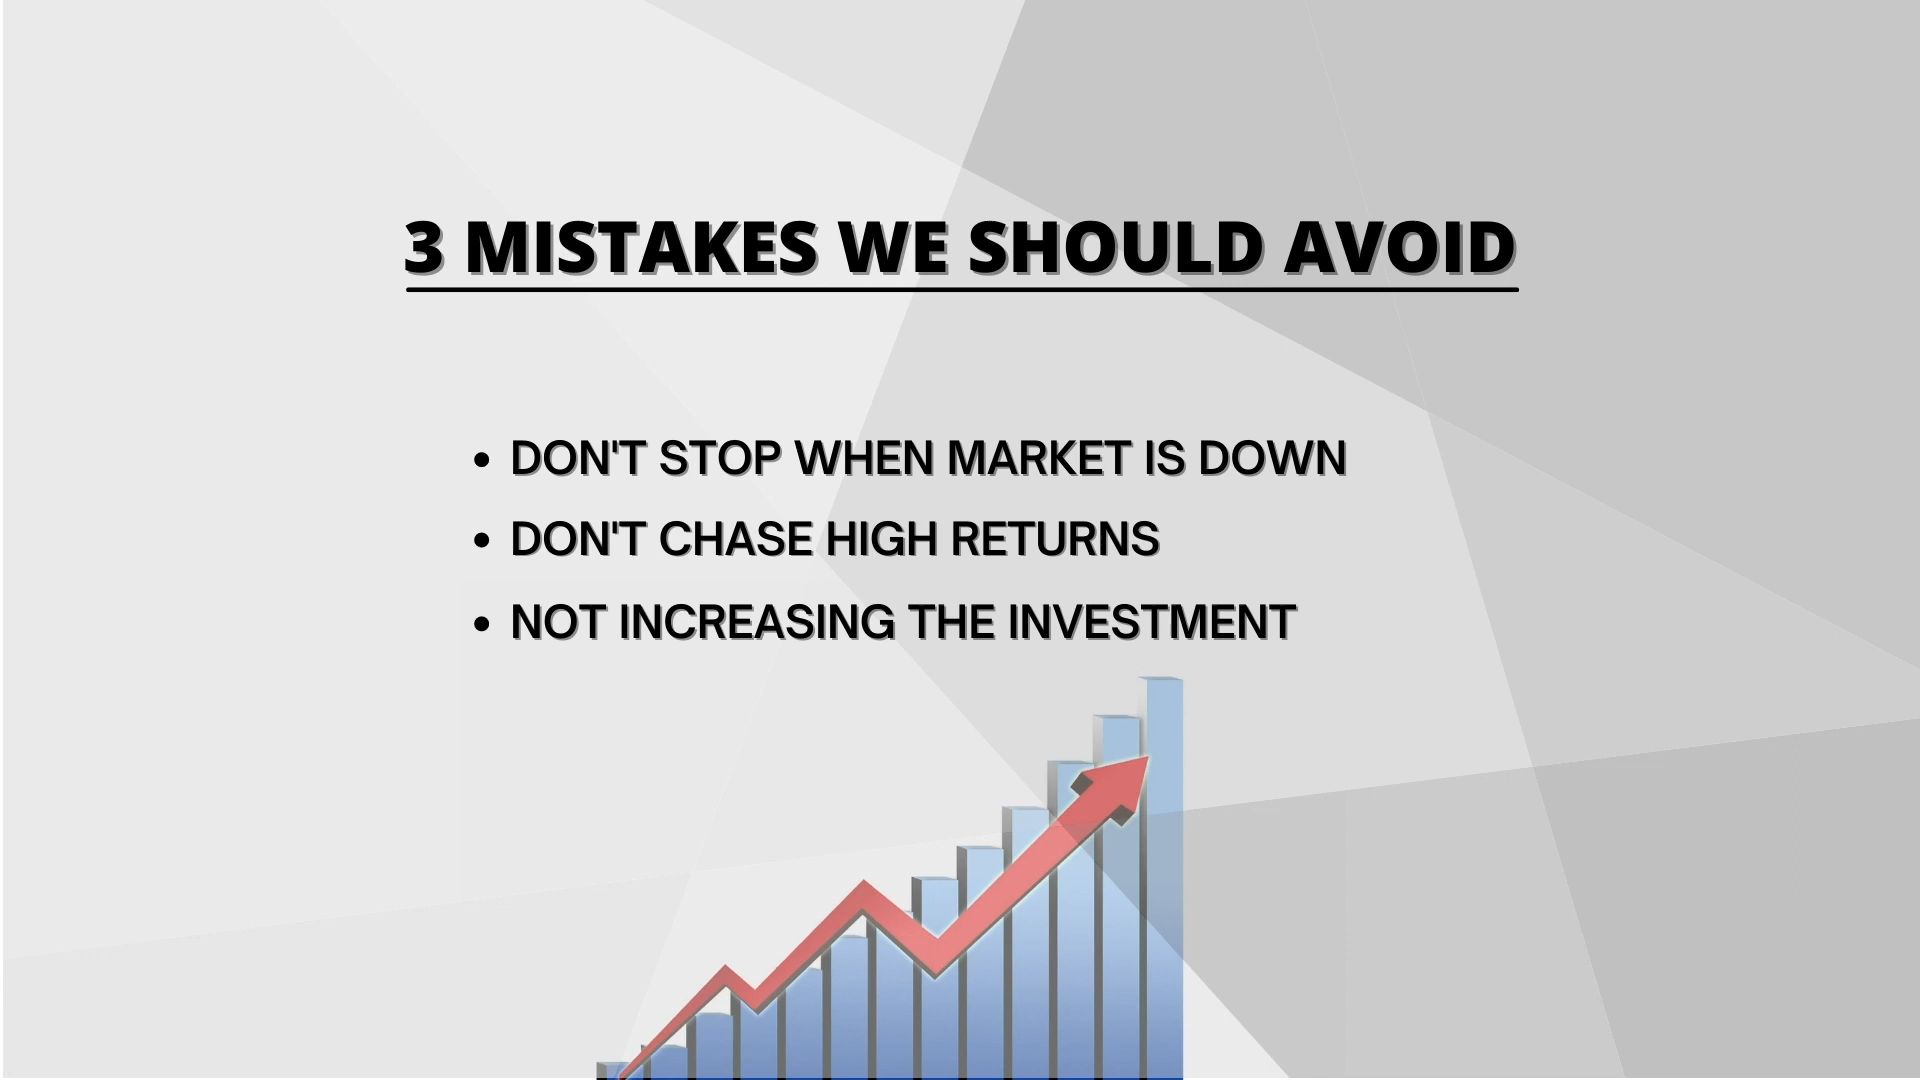 3 MISTAKES WE SHOULD AVOID
• DON'T STOP WHEN MARKET IS DOWN
• DON'T CHASE HIGH RETURNS
• NOT INCREASING THE INVESTMENT